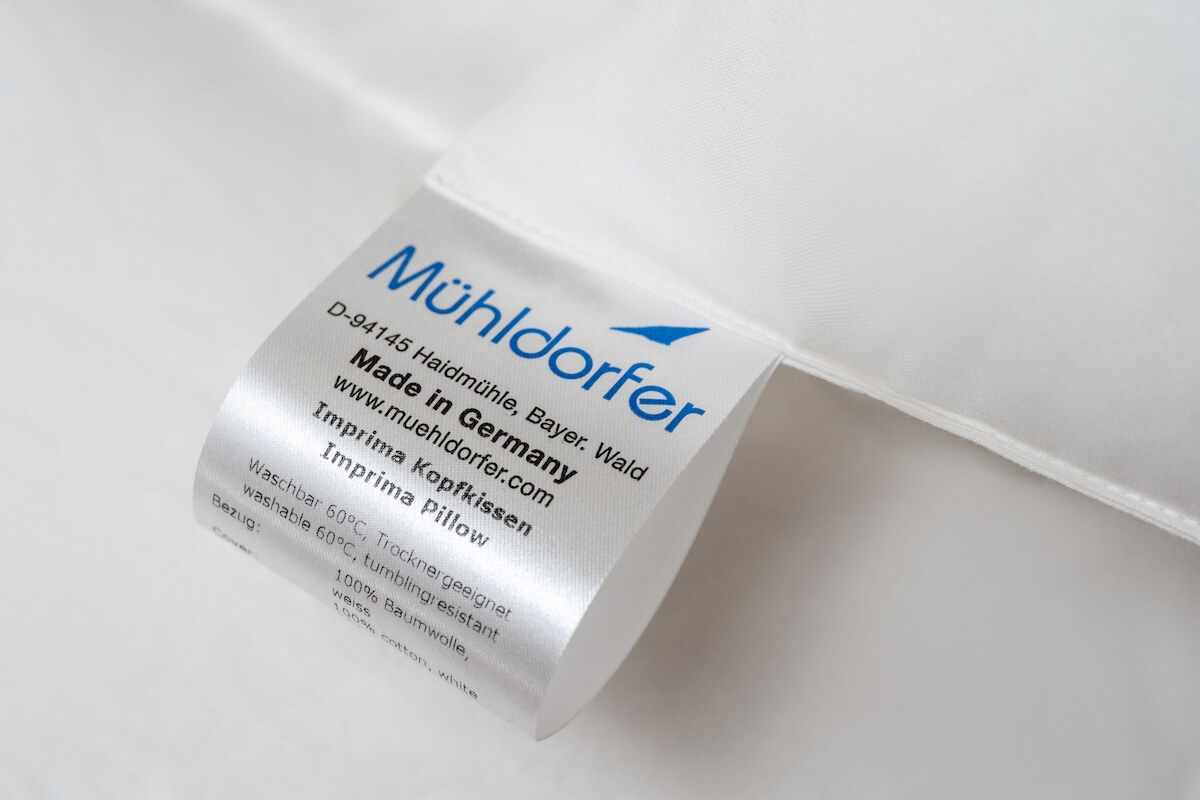 Mühldorfer
D-94145 Haidmühle, Bayer. Wald
Made in Germany
www.muehldorfer.com
Imprima Kopfkissen
Imprima Pillow
Waschbar 60°C, Trocknergeeignet
washable 60°C, tumblingresistant
Bezug:
100% Baumwolle,
weiss
Cover:
100% cotton, white